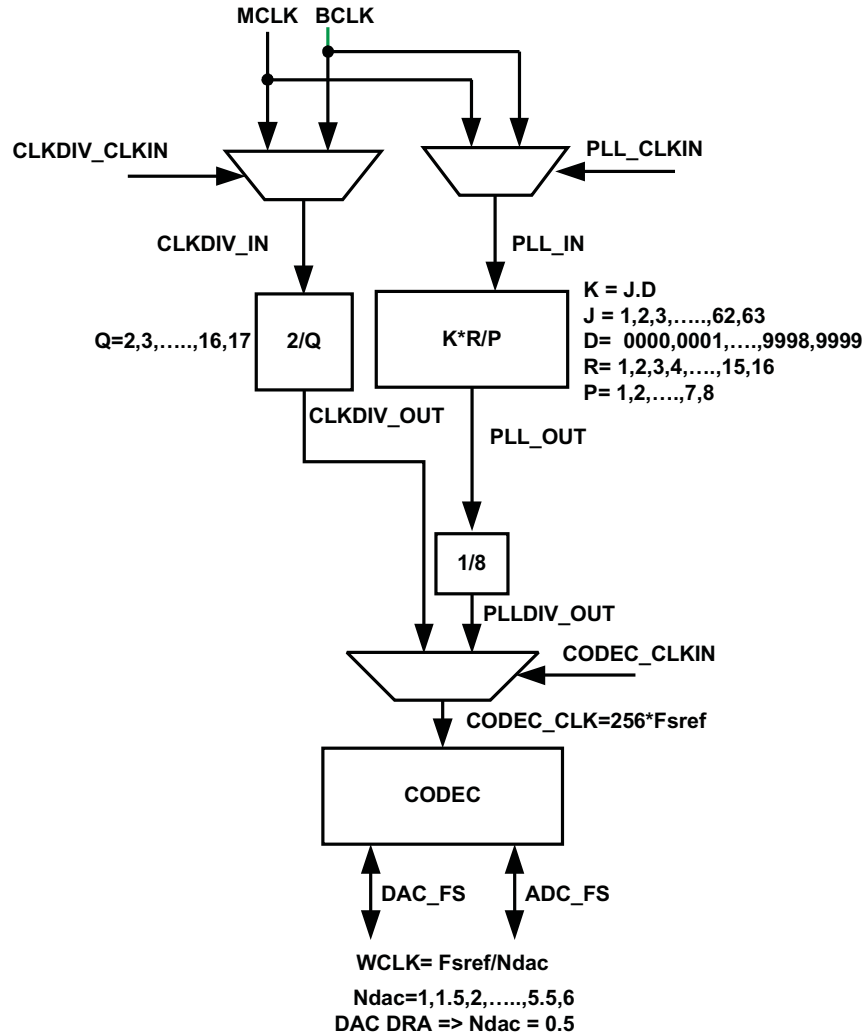 MCLK BCLK
CLKDIV_CLKIN
PLL_CLKIN
CLKDIV_IN
PLL_IN
Q=2,3,.....,16,17
2/Q
K*R/P
K = J.D
J = 1,2,3,.....,62,63
D=  0000,0001,....,9998,9999
R= 1,2,3,4,....,15,16
P= 1,2,....,7,8
CLKDIV_OUT
PLL_OUT
1/8
PLLDIV_OUT
CODEC_CLKIN
CODEC_CLK=256*Fsref
CODEC
DAC_FS
ADC_FS
WCLK= Fsref/Ndac
Ndac=1,1.5,2,.....,5.5,6
DAC DRA => Ndac = 0.5